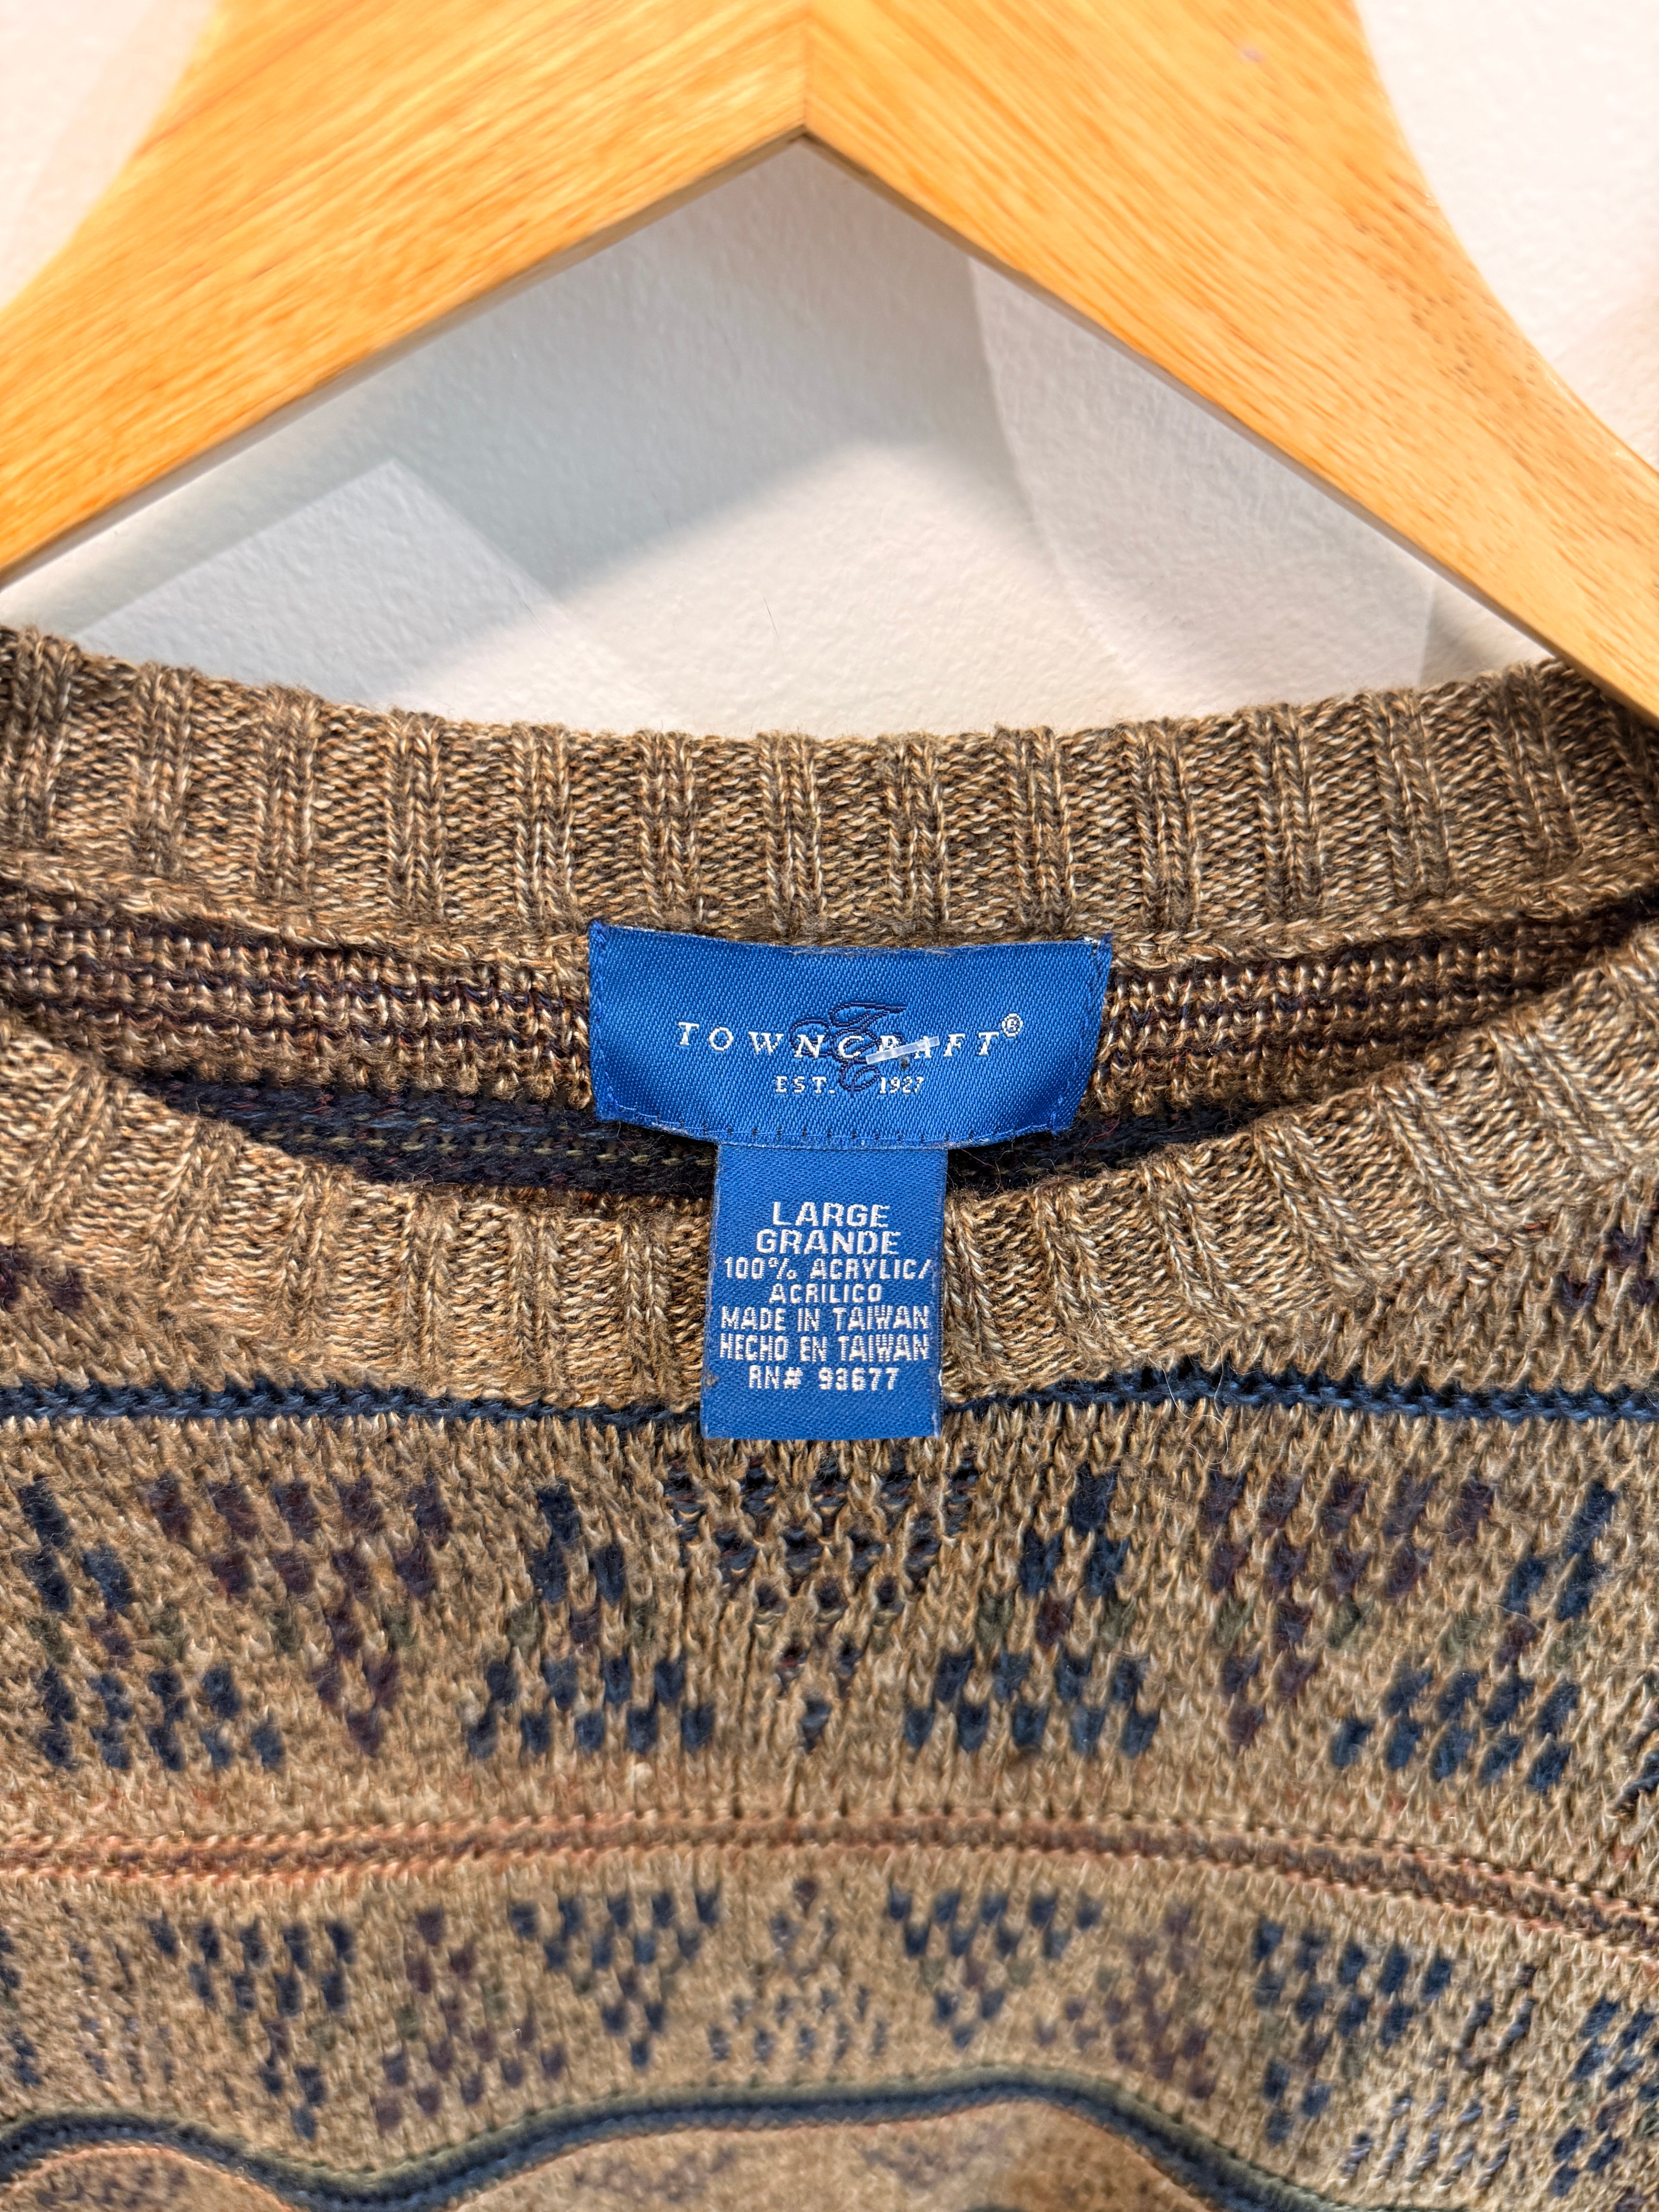 TOWNCRAFT®
EST. 1927
LARGE
GRANDE
100% ACRYLIC/
ACRILICO
MADE IN TAIWAN
HECHO EN TAIWAN
RN# 93677